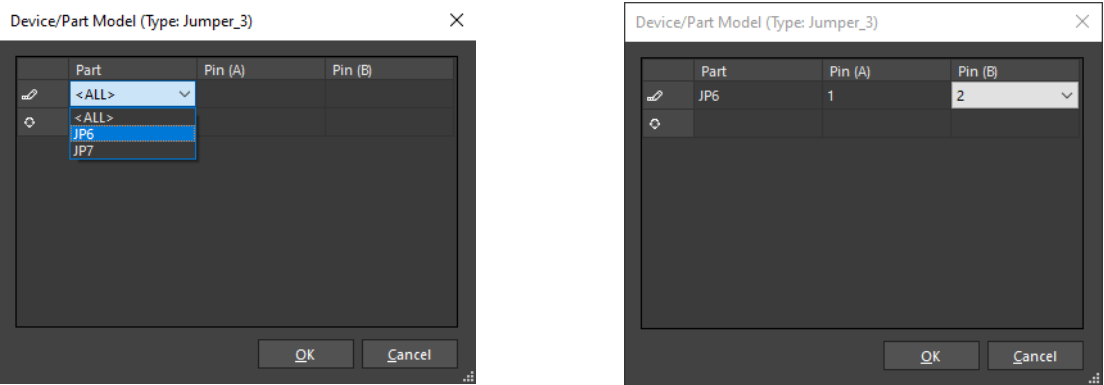 Device/Part Model (Type: Jumper_3)
Part Pin (A) Pin (B)
<ALL>
<ALL>
JP6
JP7
OK Cancel
Device/Part Model (Type: Jumper_3)
Part Pin (A) Pin (B)
JP6 1 2
OK Cancel